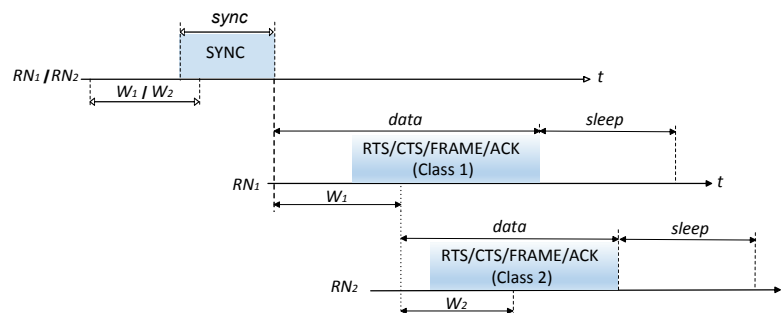 sync
SYNC
RN1 / RN2
t
W1 / W2
data
sleep
RTS/CTS/FRAME/ACK
(Class 1)
RN1
t
W1
data
sleep
RTS/CTS/FRAME/ACK
(Class 2)
RN2
W2